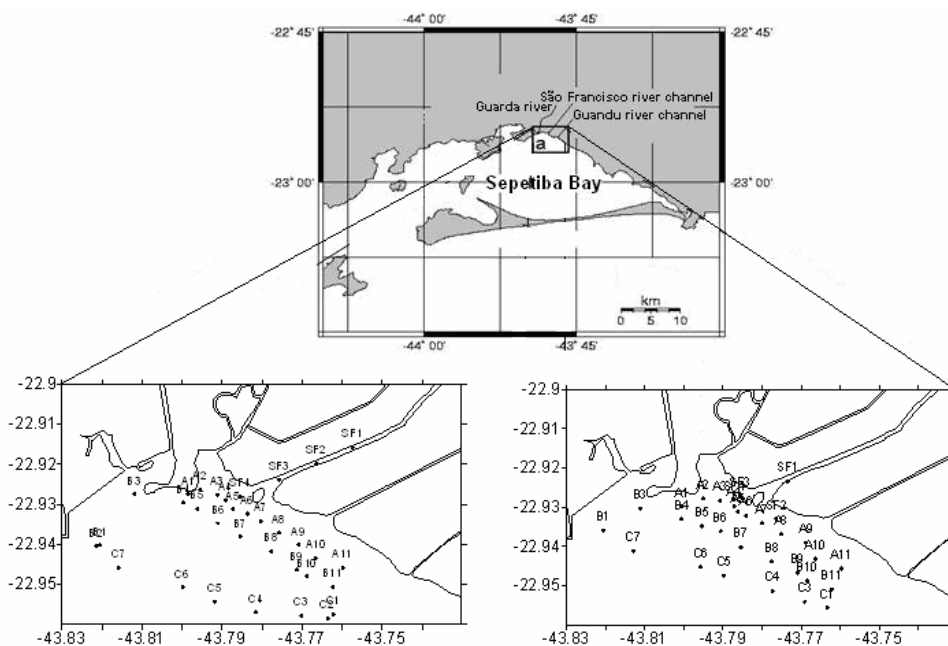 -44° 00' -43° 45'
-22° 45' -22° 45'
São Francisco river channel
Guarda river
Guandu river channel
a
Sepetiba Bay
-23° 00' -23° 00'
km
0 5 10
-44° 00' -43° 45'
-22.9
-22.91
-22.92
-22.93
-22.94
-22.95
-43.83 -43.81 -43.79 -43.77 -43.75
SF1
SF2
SF3
B3
A1
A2
A3
B5
A5
A6
A7
B6
B7
A8
B8
A9
A10
A11
B9
B10
B11
C7
C6
C5
C4
C3
C2
C1
-22.9
-22.91
-22.92
-22.93
-22.94
-22.95
-43.83 -43.81 -43.79 -43.77 -43.75
SF1
SF2
B3
A1
A2
B4
B1
B5
B6
B7
A8
A9
A10
A11
C7
C6
C5
B8
B9
B10
B11
C4
C3
C1